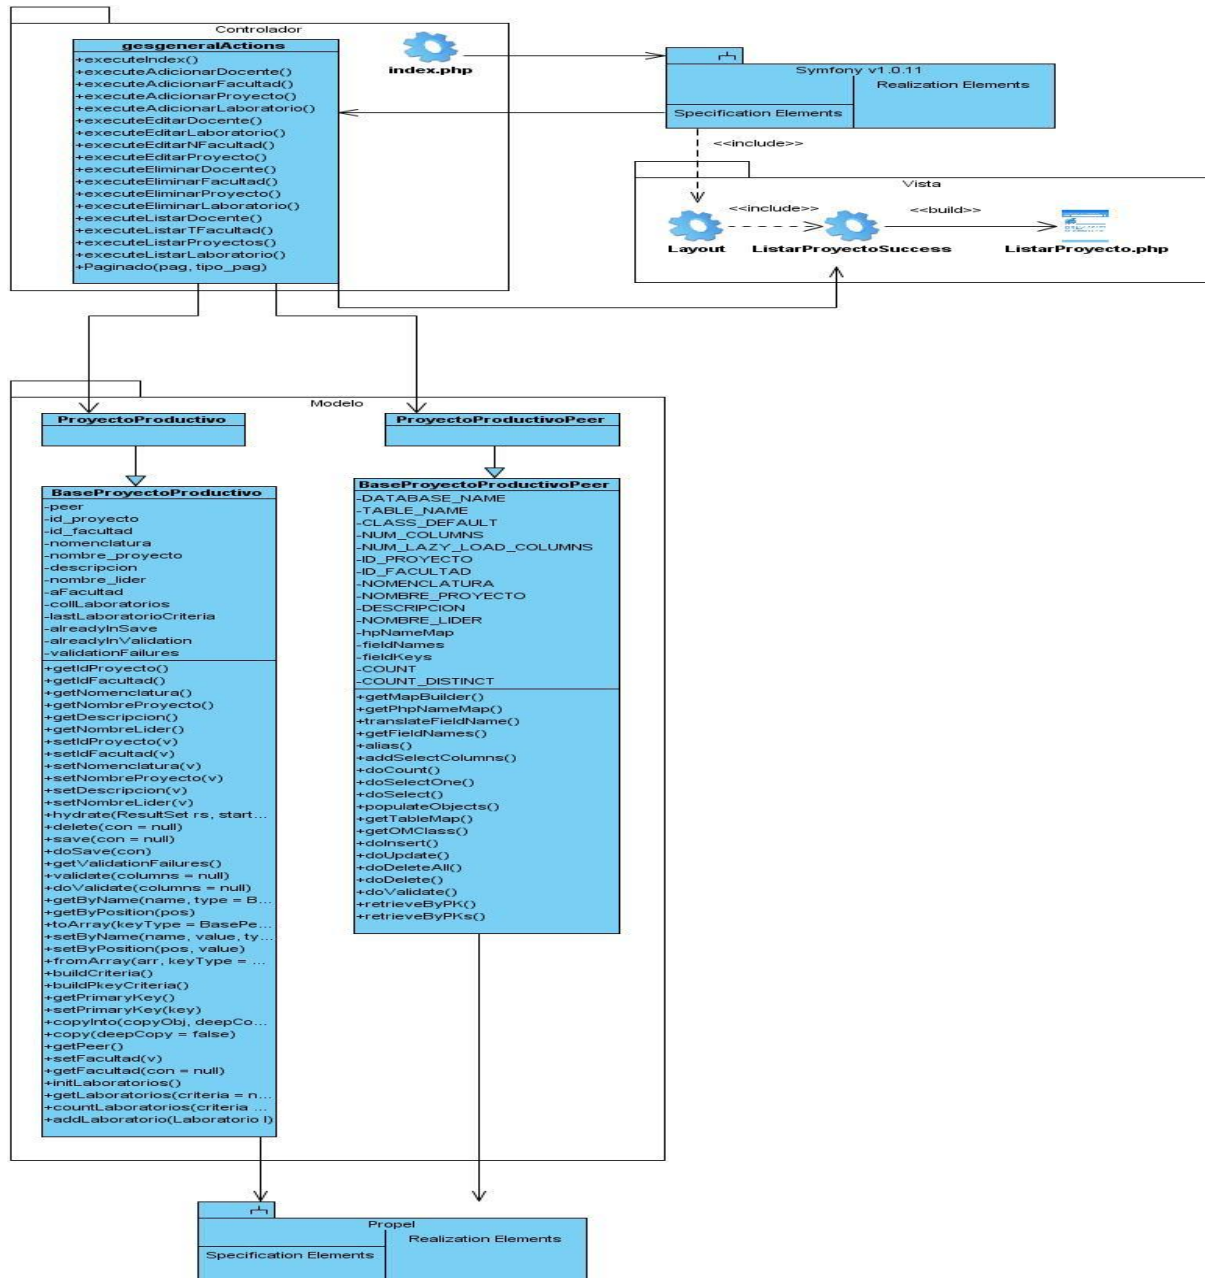 Controlador
gesgeneralActions
+executeIndex()
+executeAdicionarDocente()
+executeAdicionarFacultad()
+executeAdicionarProyecto()
+executeAdicionarLaboratorio()
+executeEditarDocente()
+executeEditarLaboratorio()
+executeEditarNFacultad()
+executeEditarProyecto()
+executeEliminarDocente()
+executeEliminarFacultad()
+executeEliminarProyecto()
+executeEliminarLaboratorio()
+executeListarDocente()
+executeListarTFacultad()
+executeListarProyectos()
+executeListarLaboratorio()
+Paginado(pag, tipo_pag)
index.php
Symfony v1.0.11
Realization Elements
Specification Elements
<<include>>
Vista
<<include>>
<<build>>
Layout
ListarProyectoSuccess
ListarProyecto.php
Modelo
ProyectoProductivo
ProyectoProductivoPeer
BaseProyectoProductivo
-peer
-id_proyecto
-id_facultad
-nomenclatura
-nombre_proyecto
-descripcion
-nombre_lider
-aFacultad
-collLaboratorios
-lastLaboratorioCriteria
-alreadyInSave
-alreadyInValidation
-validationFailures
+getIdProyecto()
+getIdFacultad()
+getNomenclatura()
+getNombreProyecto()
+getDescripcion()
+getNombreLider()
+setIdProyecto(v)
+setIdFacultad(v)
+setNomenclatura(v)
+setNombreProyecto(v)
+setDescripcion(v)
+setNombreLider(v)
+hydrate(ResultSet rs, start...
+delete(con = null)
+save(con = null)
+doSave(con)
+getValidationFailures()
+validate(columns = null)
+doValidate(columns = null)
+getByName(name, type = B...
+getByPosition(pos)
+toArray(keyType = BasePe...
+setByName(name, value, ty...
+setByPosition(pos, value)
+fromArray(arr, keyType = ...
+buildCriteria()
+buildPkeyCriteria()
+getPrimaryKey()
+setPrimaryKey(key)
+copyInto(copyObj, deepCo...
+copy(deepCopy = false)
+getPeer()
+setFacultad(v)
+getFacultad(con = null)
+initLaboratorios()
+getLaboratorios(criteria = n...
+countLaboratorios(criteria ...
+addLaboratorio(Laboratorio l)
BaseProyectoProductivoPeer
-DATABASE_NAME
-TABLE_NAME
-CLASS_DEFAULT
-NUM_COLUMNS
-NUM_LAZY_LOAD_COLUMNS
-ID_PROYECTO
-ID_FACULTAD
-NOMENCLATURA
-NOMBRE_PROYECTO
-DESCRIPCION
-NOMBRE_LIDER
-hpNameMap
-fieldNames
-fieldKeys
-COUNT
-COUNT_DISTINCT
+getMapBuilder()
+getPhpNameMap()
+translateFieldName()
+getFieldNames()
+alias()
+addSelectColumns()
+doCount()
+doSelectOne()
+doSelect()
+populateObjects()
+getTableMap()
+getOMClass()
+doInsert()
+doUpdate()
+doDeleteAll()
+doDelete()
+doValidate()
+retrieveByPK()
+retrieveByPKs()
Propel
Realization Elements
Specification Elements